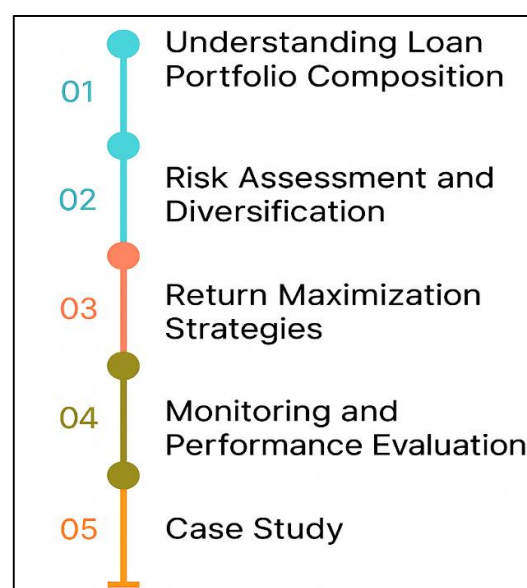 Understanding Loan
Portfolio Composition
01
Risk Assessment and
Diversification
02
Return Maximization
Strategies
03
Monitoring and
Performance Evaluation
04
Case Study
05